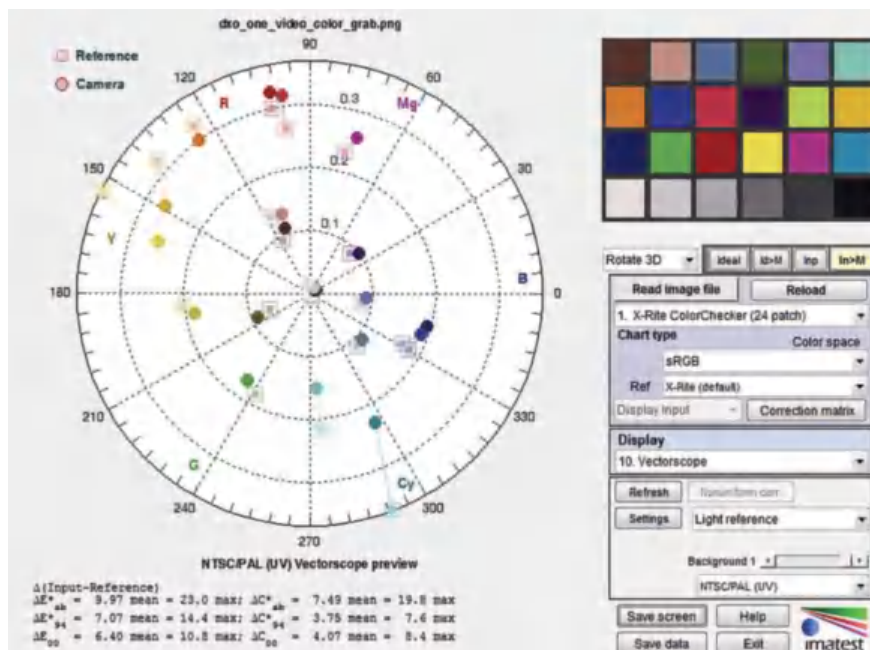 dxo_one_video_color_grab.png
Reference
Camera
90
120
60
R
Mg
0.3
150
0.2
30
0.1
Y
180
B
0
210
330
G
Cy
240
300
270
NTSC/PAL (UV) Vectorscope preview
Δ(Input-Reference)
ΔE*ab = 9.97 mean = 23.0 max; ΔC*ab = 7.49 mean = 19.8 max
ΔE*94 = 7.07 mean = 14.4 max; ΔC*94 = 3.75 mean = 7.6 max
ΔE00 = 6.40 mean = 10.8 max; ΔC00 = 4.07 mean = 8.4 max
Rotate 3D
Ideal
Id>M
Inp
In>M
Read image file
Reload
1. X-Rite ColorChecker (24 patch)
Chart type
Color space
sRGB
Ref
X-Rite (default)
Display input
Correction matrix
Display
10. Vectorscope
Refresh
Nonuniform corr.
Settings
Light reference
Background 1
NTSC/PAL (UV)
Save screen
Help
Save data
Exit
imatest